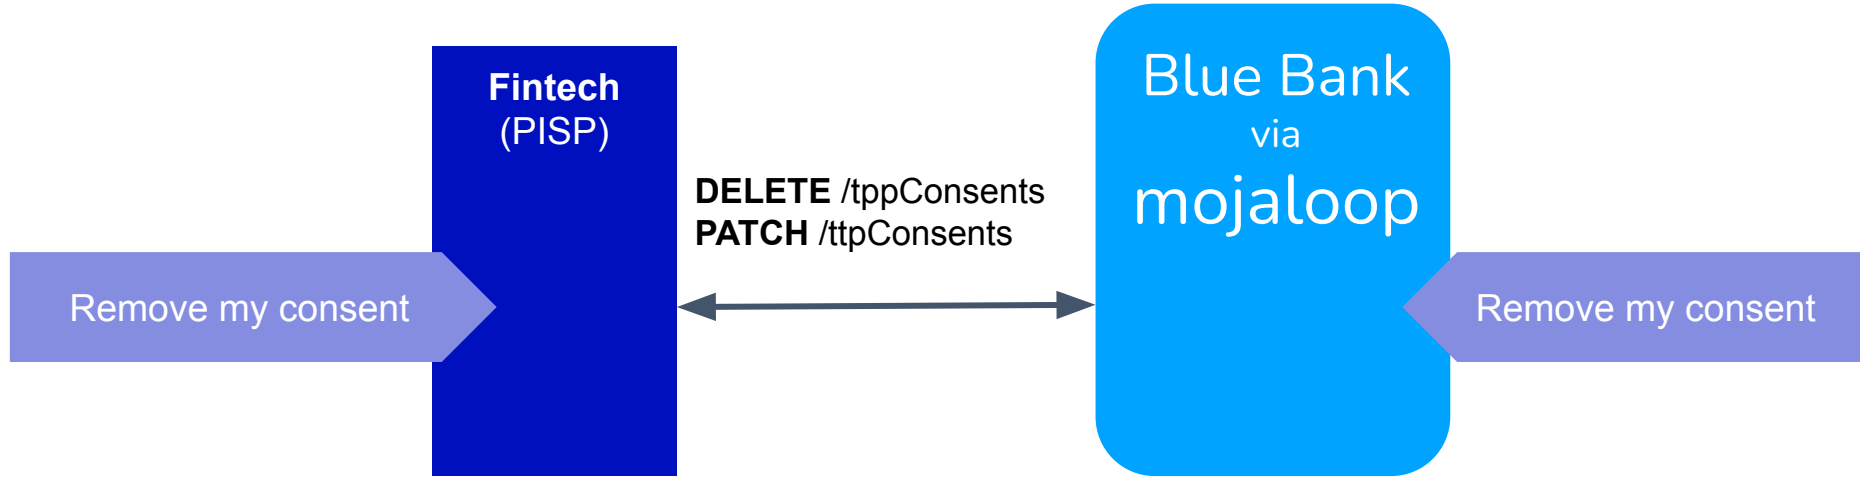 Fintech
(PISP)
Blue Bank
via
mojaloop
DELETE /tppConsents
PATCH /ttpConsents
Remove my consent
Remove my consent